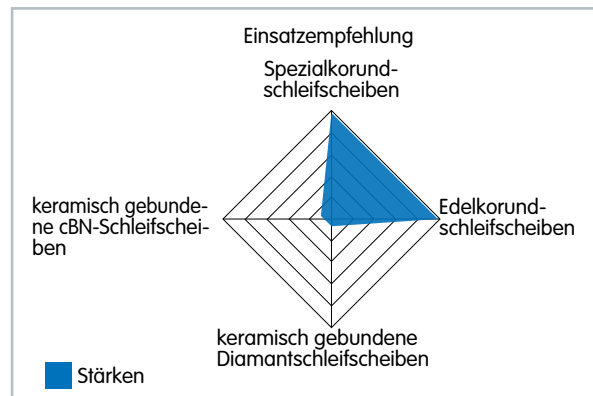 Einsatzempfehlung
Spezialkorund-
schleifscheiben
keramisch gebunde-
ne cBN-Schleifschei-
ben
Edelkorund-
schleifscheiben
keramisch gebundene
Diamantschleifscheiben
Stärken